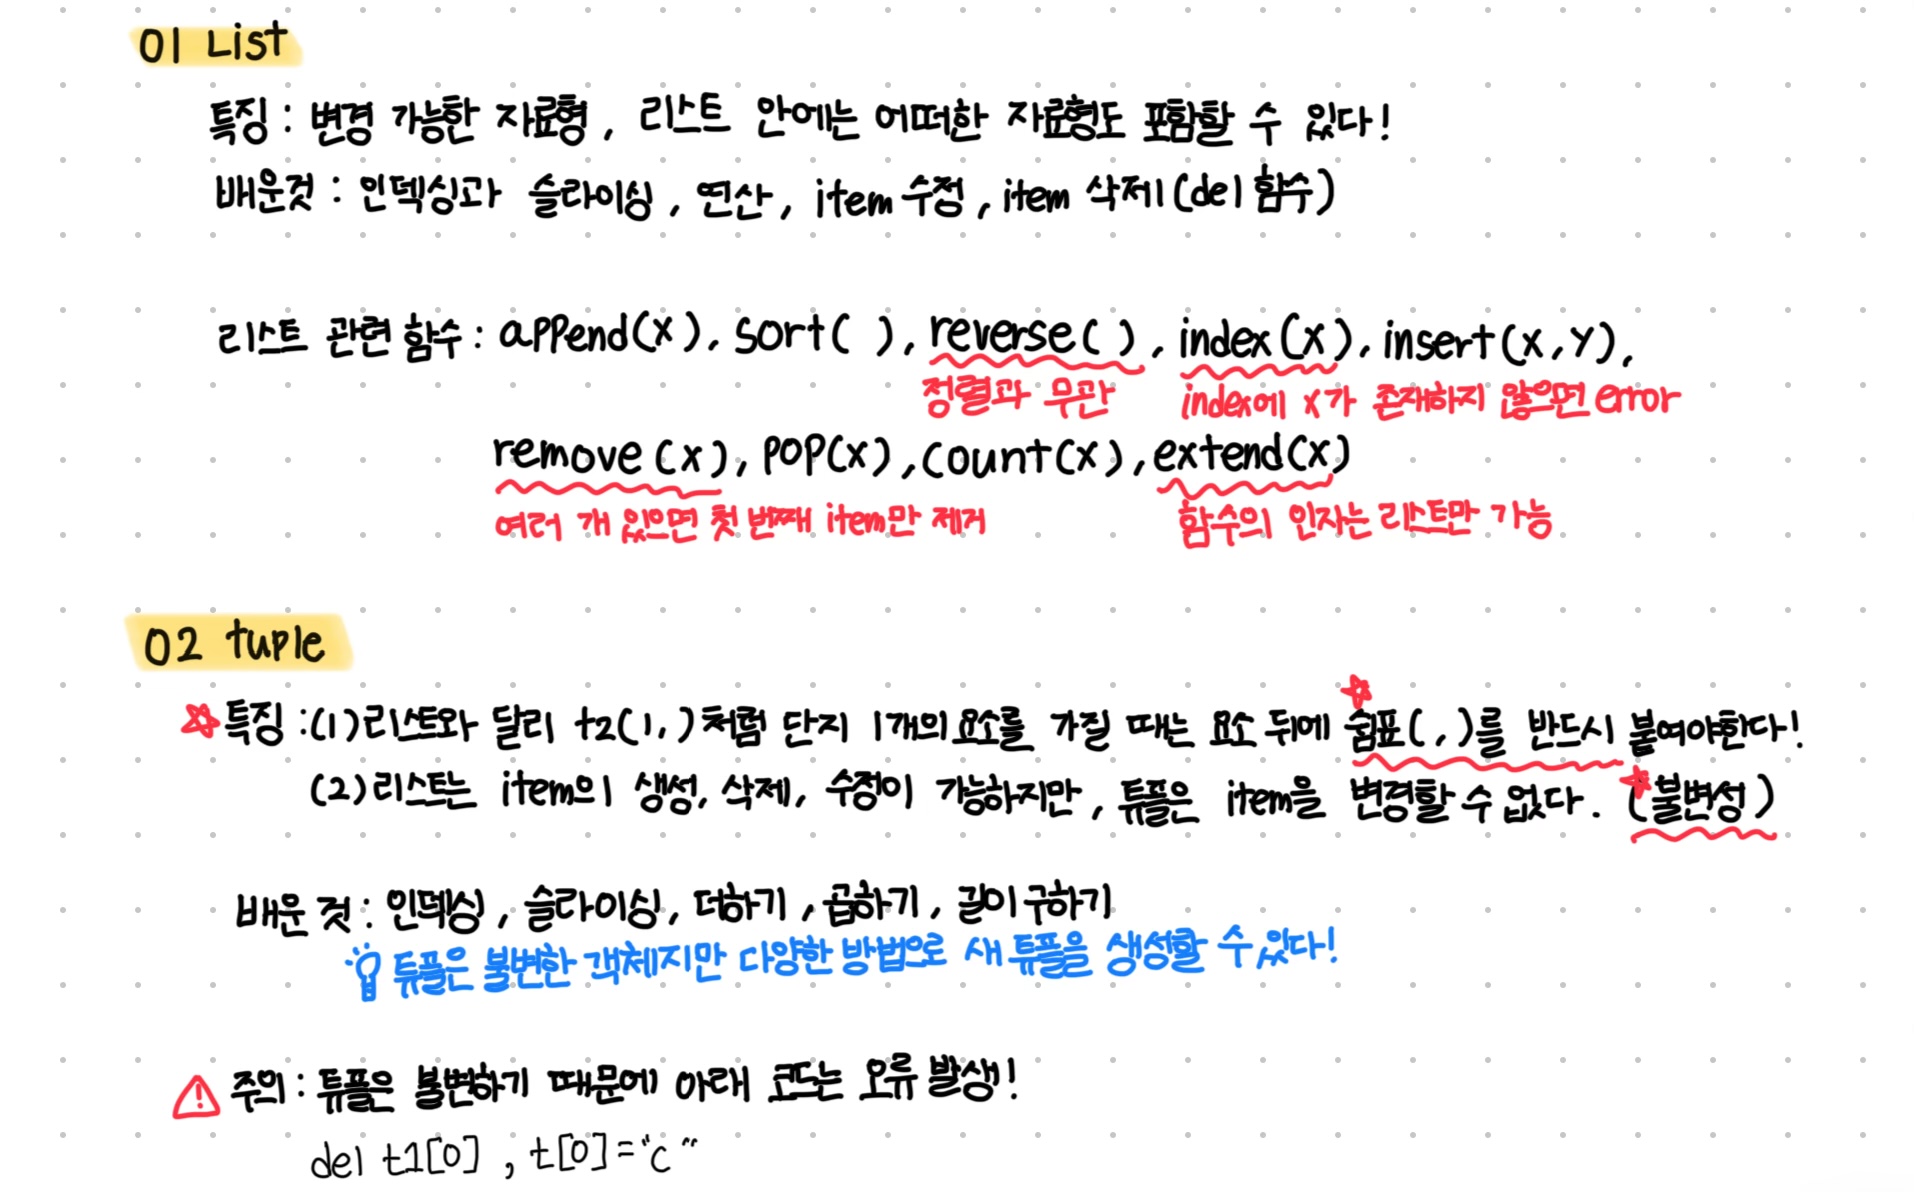 01 List
특징 : 변경 가능한 자료형, 리스트 안에는 어떠한 자료형도 포함할 수 있다!
배운것 : 인덱싱과 슬라이싱, 연산, item 수정, item 삭제(del 함수)
리스트 관련 함수 : append(x), sort( ), reverse( ), index(x), insert(x,y),
정렬과 무관
index에 x가 존재하지 않으면 error
remove(x), pop(x), count(x), extend(x)
여러 개 있으면 첫 번째 item만 제거
함수의 인자는 리스트만 가능
02 tuple
특징 : (1) 리스트와 달리 t2(1,)처럼 단지 1개의 요소를 가질 때는 요소 뒤에 쉼표(,)를 반드시 붙여야한다!
(2) 리스트는 item의 생성, 삭제, 수정이 가능하지만, 튜플은 item을 변경할 수 없다. (불변성)
배운 것 : 인덱싱, 슬라이싱, 더하기, 곱하기, 길이구하기
튜플은 불변한 객체지만 다양한 방법으로 새 튜플을 생성할 수 있다!
주의 : 튜플은 불변하기 때문에 아래 코드는 오류 발생!
del t1[0] , t[0]="c"